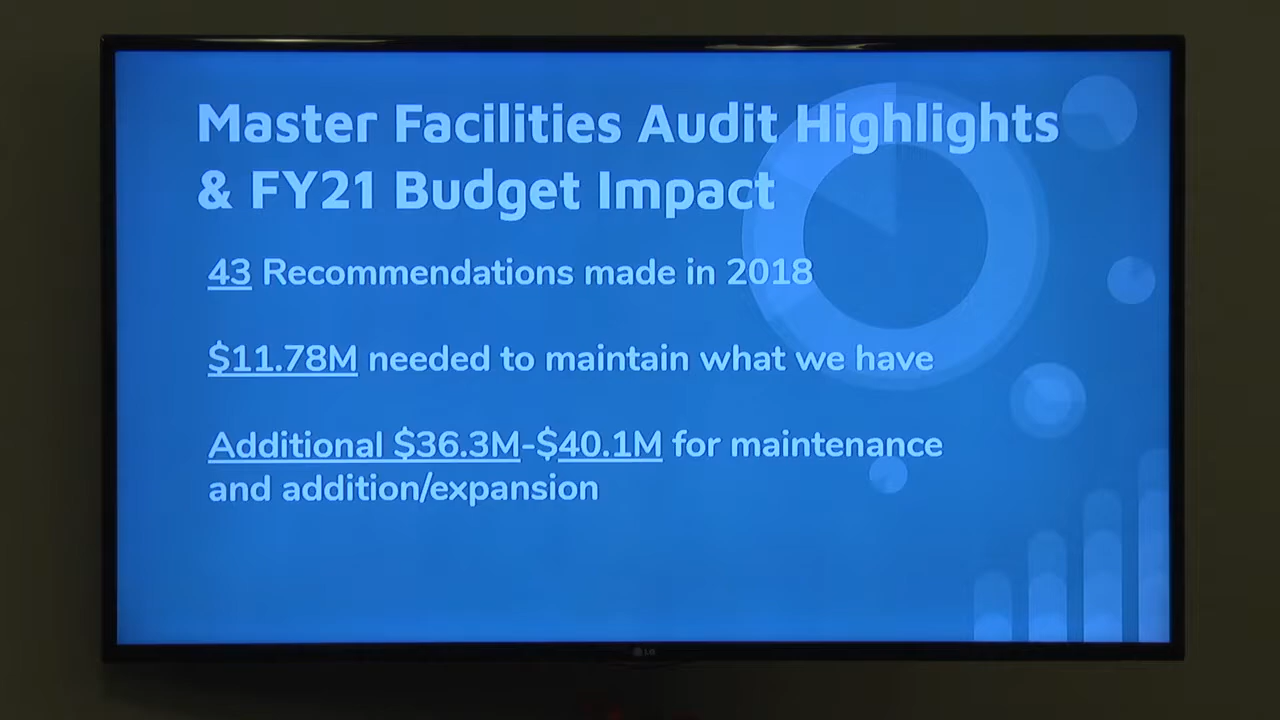 Master Facilities Audit Highlights
& FY21 Budget Impact
43 Recommendations made in 2018
$11.78M needed to maintain what we have
Additional $36.3M-$40.1M for maintenance
and addition/expansion
LG